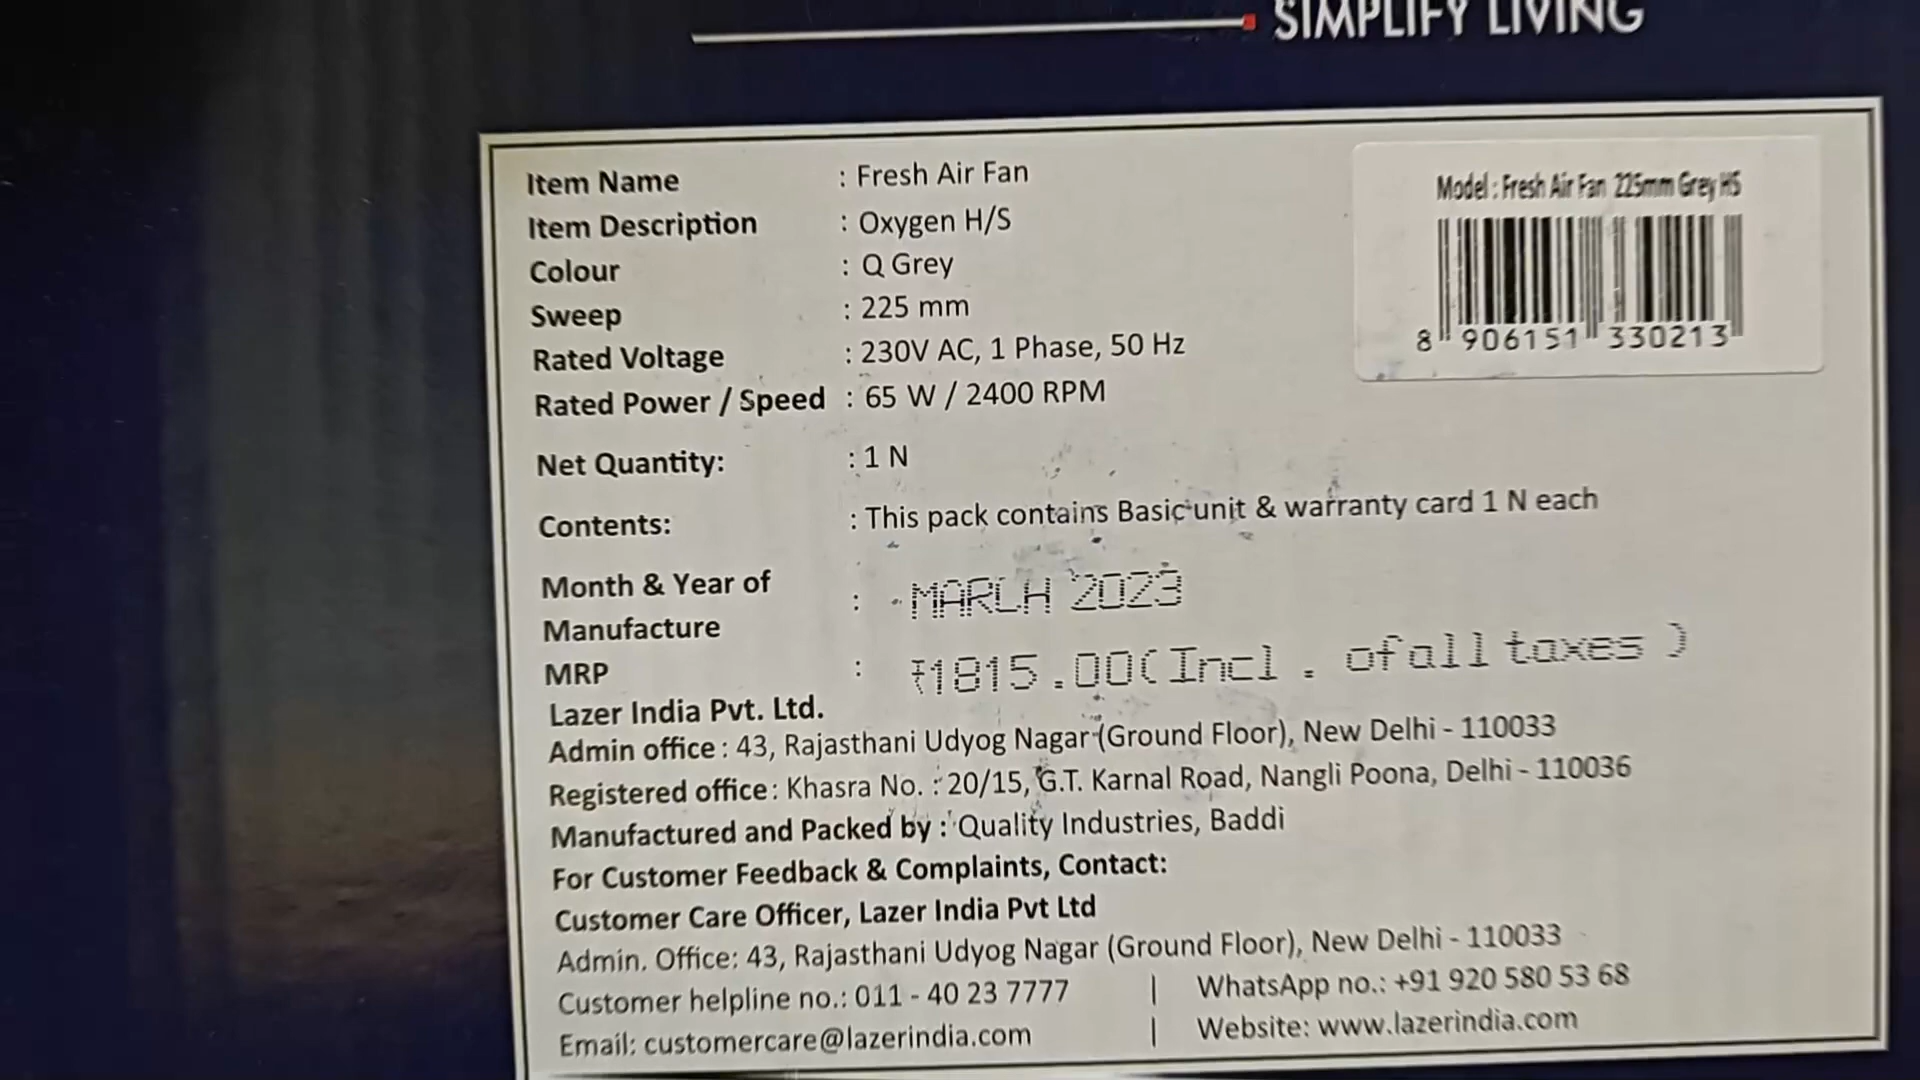 SIMPLIFY LIVING
Item Name : Fresh Air Fan
Item Description : Oxygen H/S
Colour : Q Grey
Sweep : 225 mm
Rated Voltage : 230V AC, 1 Phase, 50 Hz
Rated Power / Speed : 65 W / 2400 RPM
Net Quantity: : 1 N
Contents: : This pack contains Basic unit & warranty card 1 N each
Month & Year of
Manufacture : MARCH 2023
MRP : ₹1815.00(Incl . of all taxes )
Lazer India Pvt. Ltd.
Admin office : 43, Rajasthani Udyog Nagar (Ground Floor), New Delhi - 110033
Registered office : Khasra No. : 20/15, G.T. Karnal Road, Nangli Poona, Delhi - 110036
Manufactured and Packed by : Quality Industries, Baddi
For Customer Feedback & Complaints, Contact:
Customer Care Officer, Lazer India Pvt Ltd
Admin. Office: 43, Rajasthani Udyog Nagar (Ground Floor), New Delhi - 110033
Customer helpline no.: 011 - 40 23 7777 | WhatsApp no.: +91 920 580 53 68
Email: customercare@lazerindia.com | Website: www.lazerindia.com
Model : Fresh Air Fan 225mm Grey HS
8 906151 330213